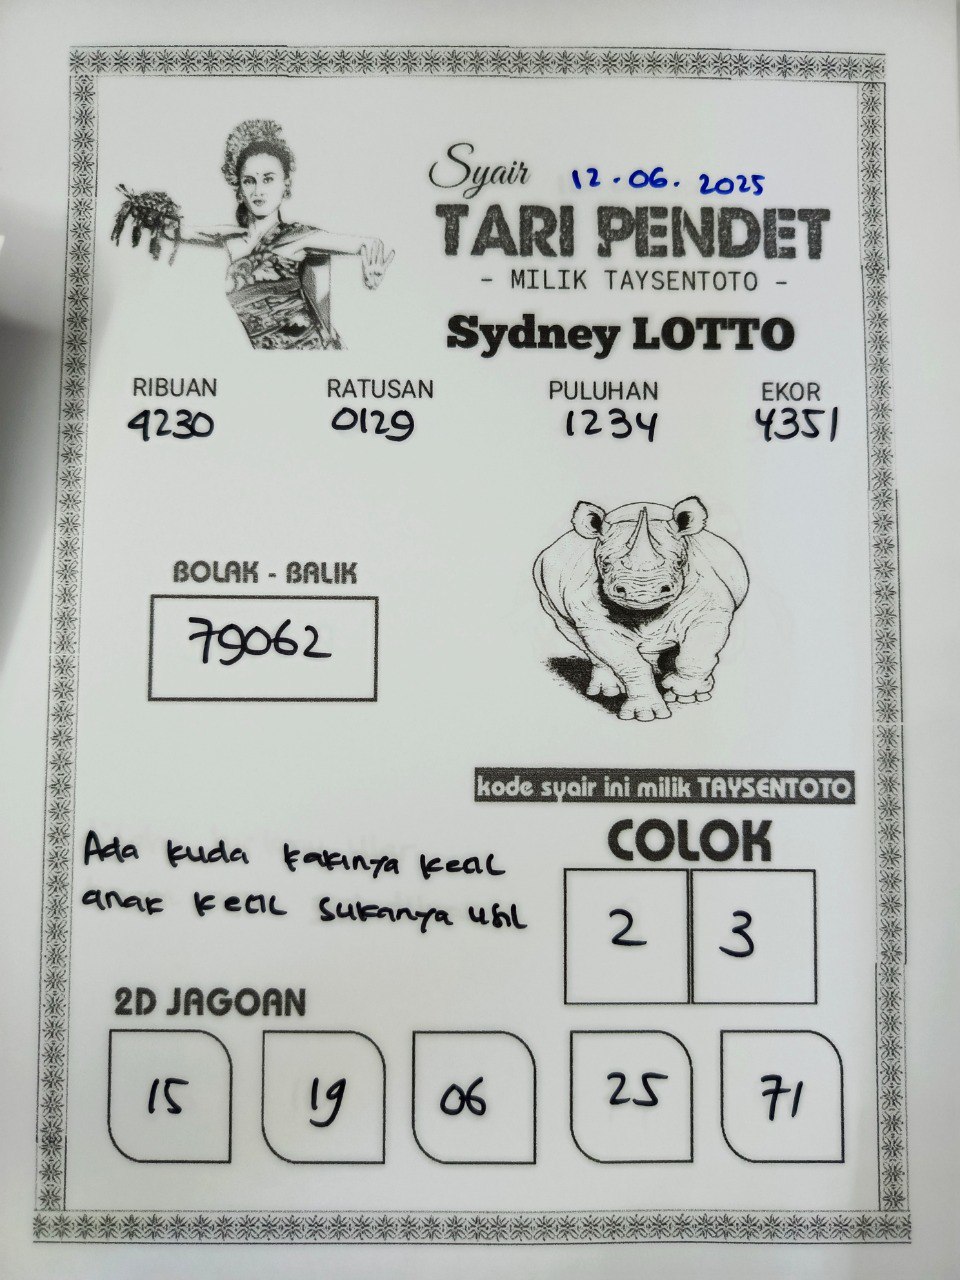 Syair 12.06.2025
TARI PENDET
- MILIK TAYSENTOTO -
Sydney LOTTO
RIBUAN RATUSAN PULUHAN EKOR
9230 0129 1234 4351
BOLAK - BALIK
79062
kode syair ini milik TAYSENTOTO
COLOK
2 3
Ada kuda kakinya kecil
anak kecil sukanya usil
2D JAGOAN
15 19 06 25 71